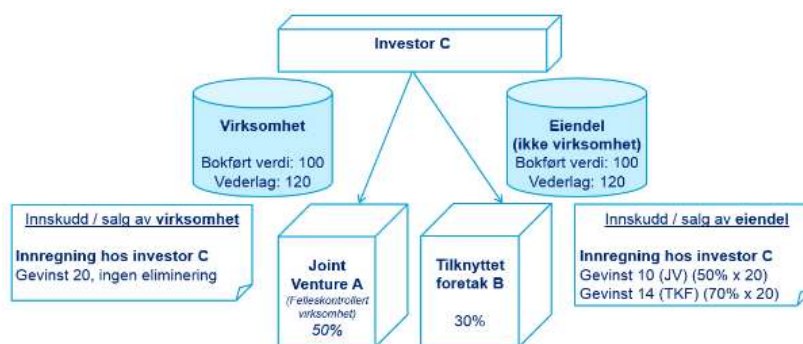 Investor C
Virksomhet
Bokført verdi: 100
Vederlag: 120
Eiendel
(ikke virksomhet)
Bokført verdi: 100
Vederlag: 120
Innskudd / salg av virksomhet
Innregning hos investor C
Gevinst 20, ingen eliminering
Joint
Venture A
(Felleskontrollert
virksomhet)
50%
Tilknyttet
foretak B
30%
Innskudd / salg av eiendel
Innregning hos investor C
Gevinst 10 (JV) (50% x 20)
Gevinst 14 (TKF) (70% x 20)